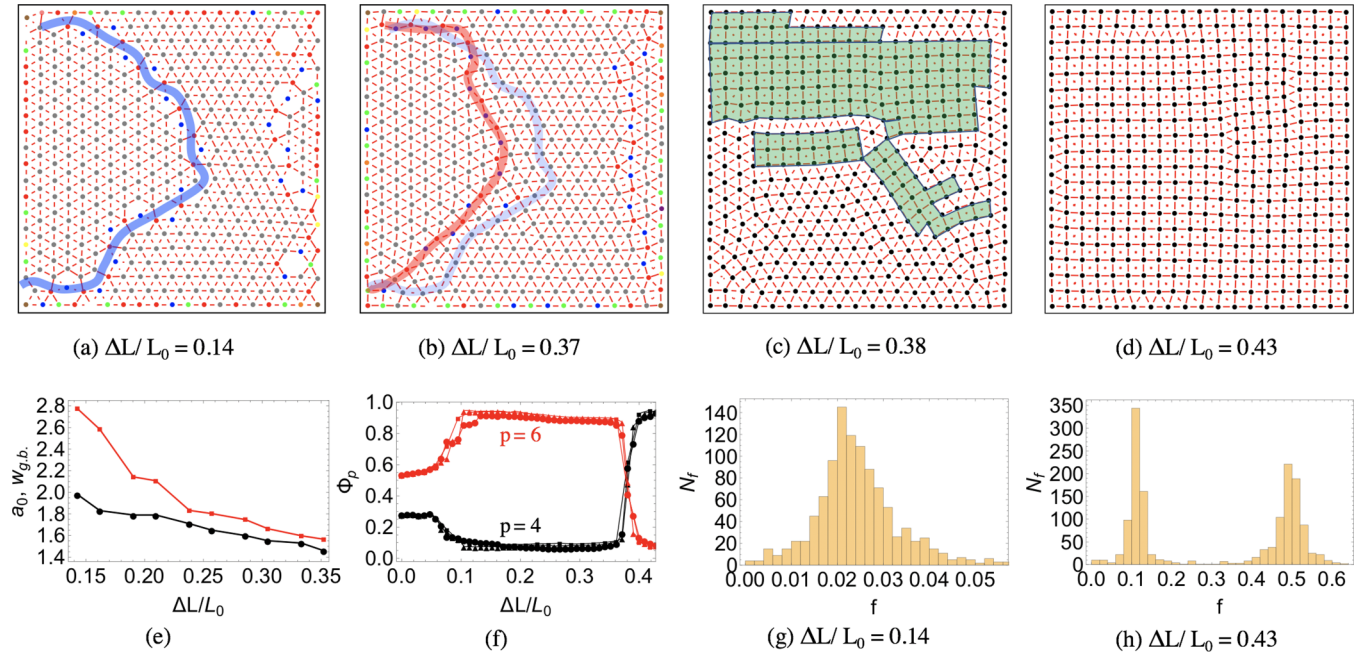 (a) ΔL/ L₀ = 0.14
(b) ΔL/ L₀ = 0.37
(c) ΔL/ L₀ = 0.38
(d) ΔL/ L₀ = 0.43
a₀, w_g.b.
2.8
2.6
2.4
2.2
2.0
1.8
1.6
1.4
0.15 0.20 0.25 0.30 0.35
ΔL/L₀
(e)
Φ_p
1.0
0.8
0.6
0.4
0.2
0.0
p = 6
p = 4
0.0 0.1 0.2 0.3 0.4
ΔL/L₀
(f)
N_f
140
120
100
80
60
40
20
0
0.00 0.01 0.02 0.03 0.04 0.05
f
(g) ΔL/ L₀ = 0.14
N_f
350
300
250
200
150
100
50
0
0.0 0.1 0.2 0.3 0.4 0.5 0.6
f
(h) ΔL/ L₀ = 0.43